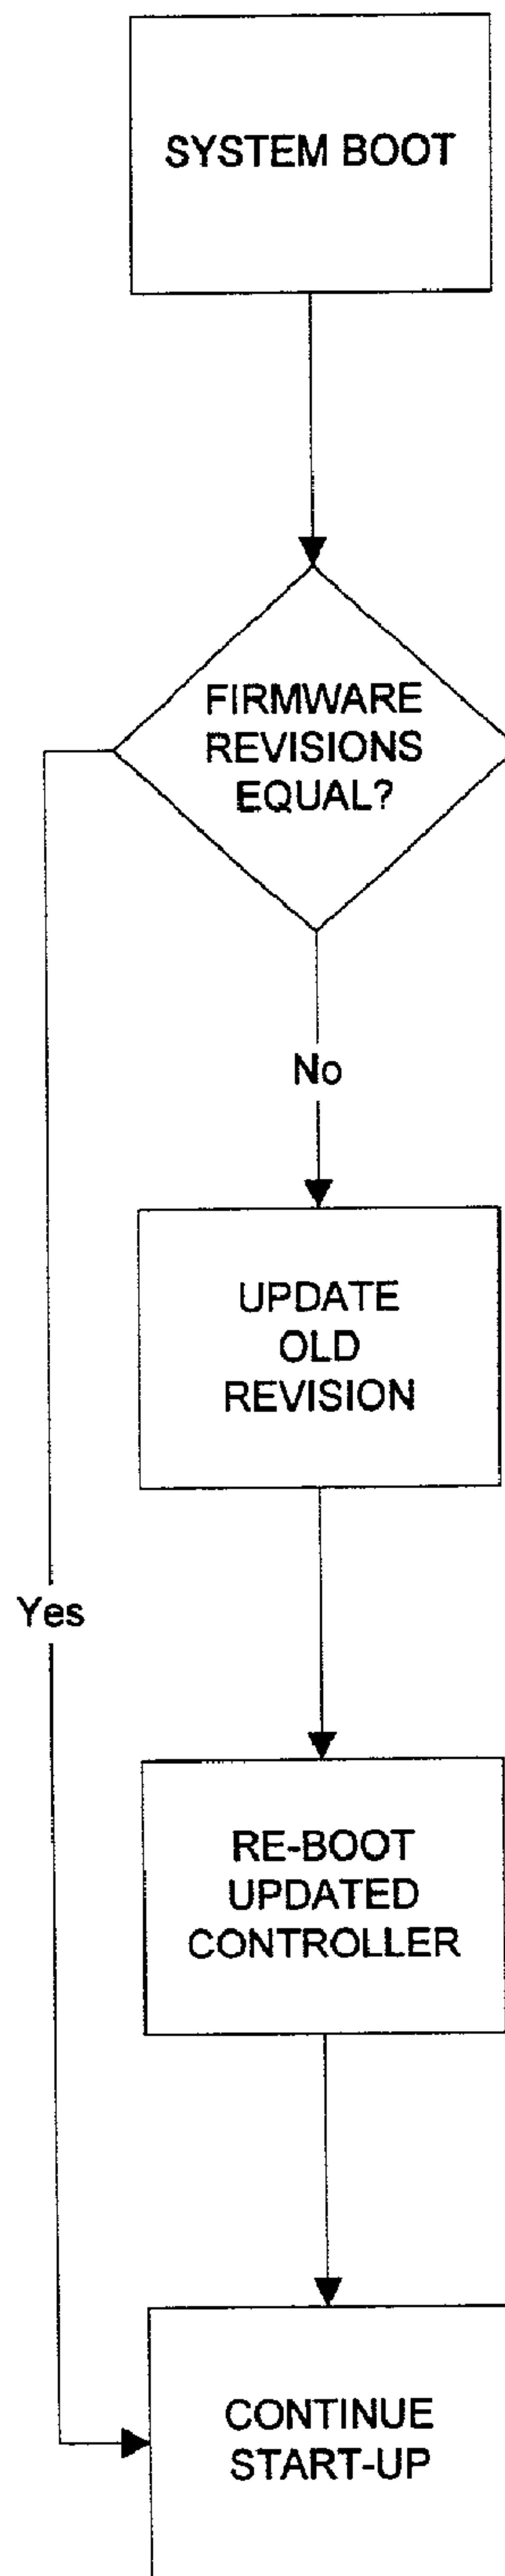 SYSTEM BOOT
FIRMWARE
REVISIONS
EQUAL?
No
UPDATE
OLD
REVISION
Yes
RE-BOOT
UPDATED
CONTROLLER
CONTINUE
START-UP